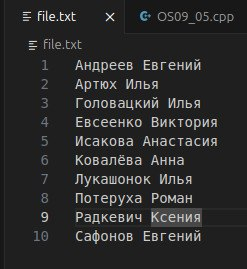 file.txt OS09_05.cpp
file.txt
1 Андреев Евгений
2 Артюх Илья
3 Головацкий Илья
4 Евсеенко Виктория
5 Исакова Анастасия
6 Ковалёва Анна
7 Лукашонок Илья
8 Потеруха Роман
9 Радкевич Ксения
10 Сафонов Евгений